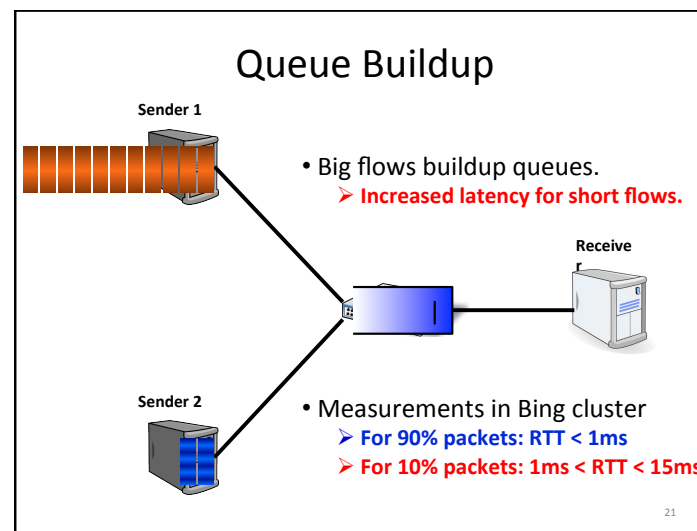 Queue Buildup
Sender 1
• Big flows buildup queues.
➢ Increased latency for short flows.
Receive
r
Sender 2
• Measurements in Bing cluster
➢ For 90% packets: RTT < 1ms
➢ For 10% packets: 1ms < RTT < 15ms
21